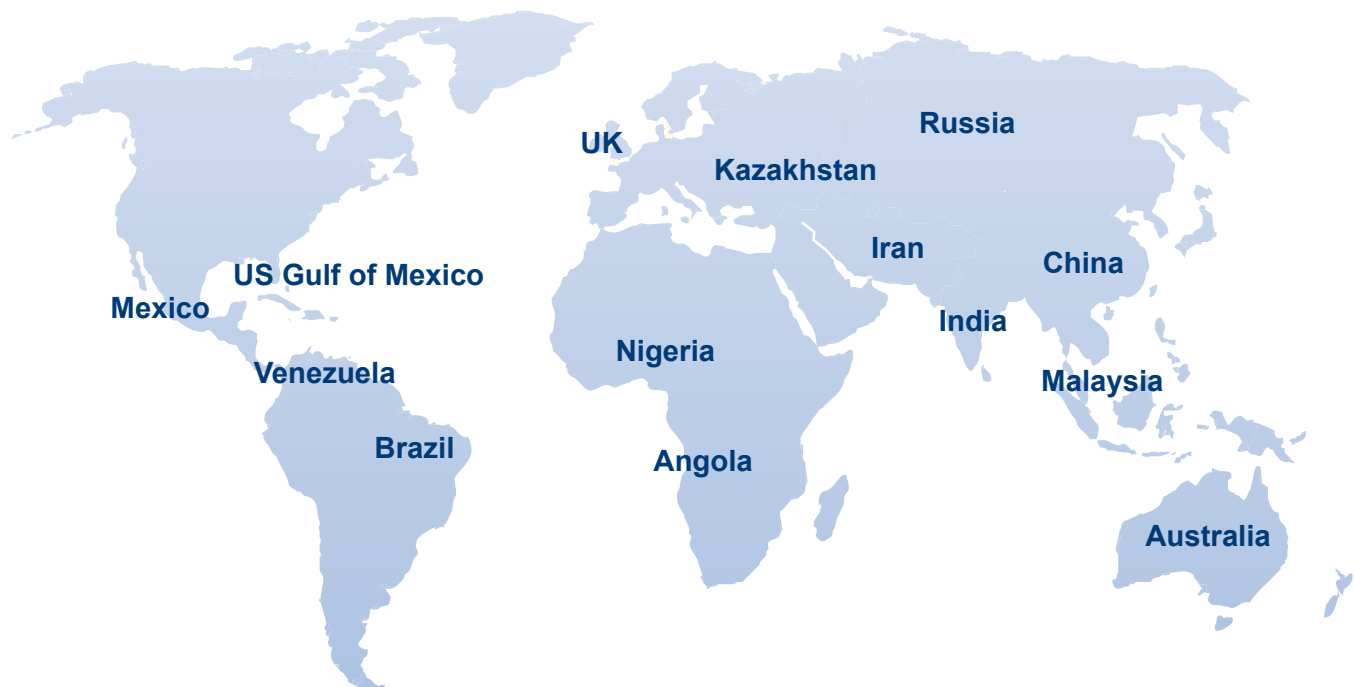 Russia
UK
Kazakhstan
Iran
China
US Gulf of Mexico
Mexico
India
Nigeria
Venezuela
Malaysia
Brazil
Angola
Australia